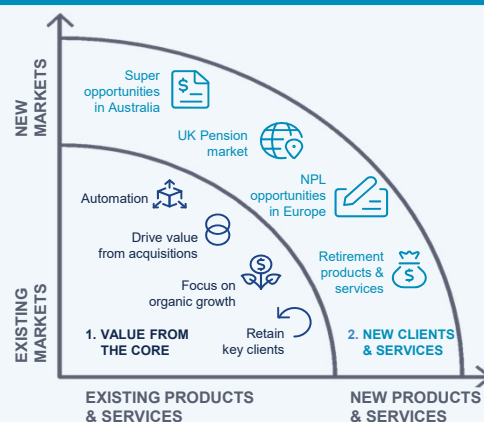 NEW
MARKETS
Super
opportunities
in Australia
UK Pension
market
NPL
opportunities
in Europe
Retirement
products &
services
Automation
Drive value
from acquisitions
Focus on
organic growth
Retain
key clients
EXISTING
MARKETS
1. VALUE FROM
THE CORE
2. NEW CLIENTS
& SERVICES
EXISTING PRODUCTS
& SERVICES
NEW PRODUCTS
& SERVICES